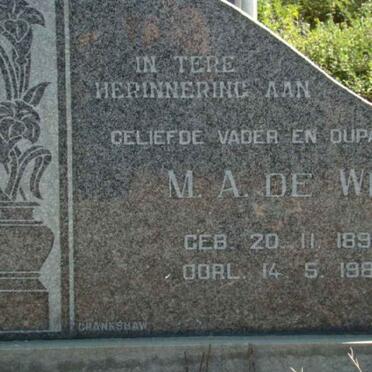 IN TERE
HERINNERING AAN
GELIEFDE VADER EN OUPA
M. A. DE W
GEB. 20. 11. 189
OORL. 14. 5. 198
CRANKSHAW